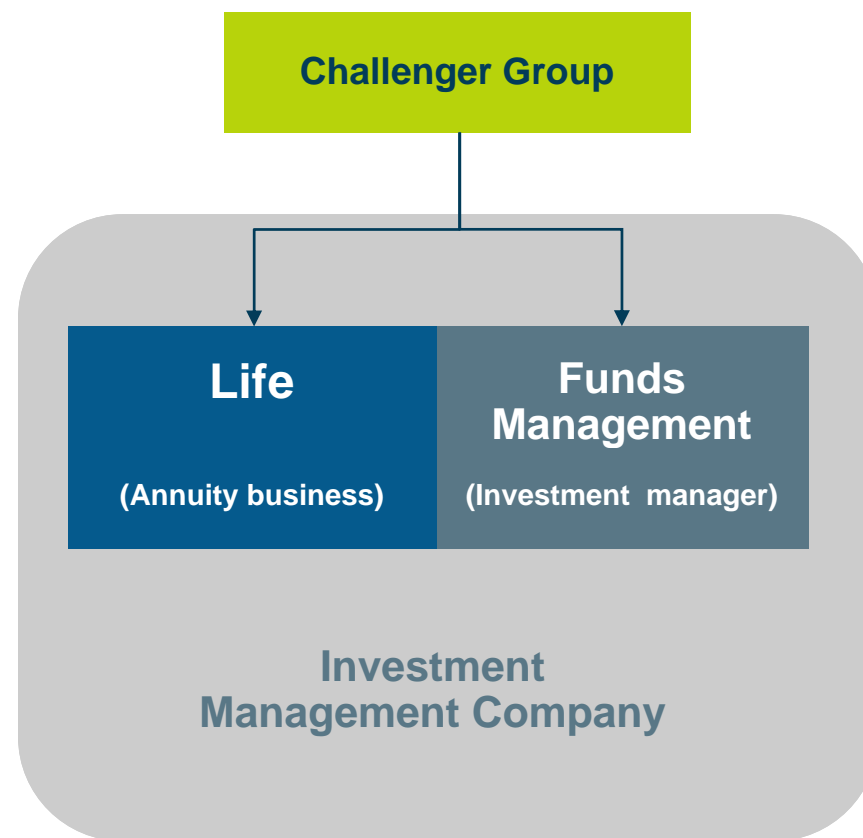 Challenger Group
Life
(Annuity business)
Funds
Management
(Investment manager)
Investment
Management Company